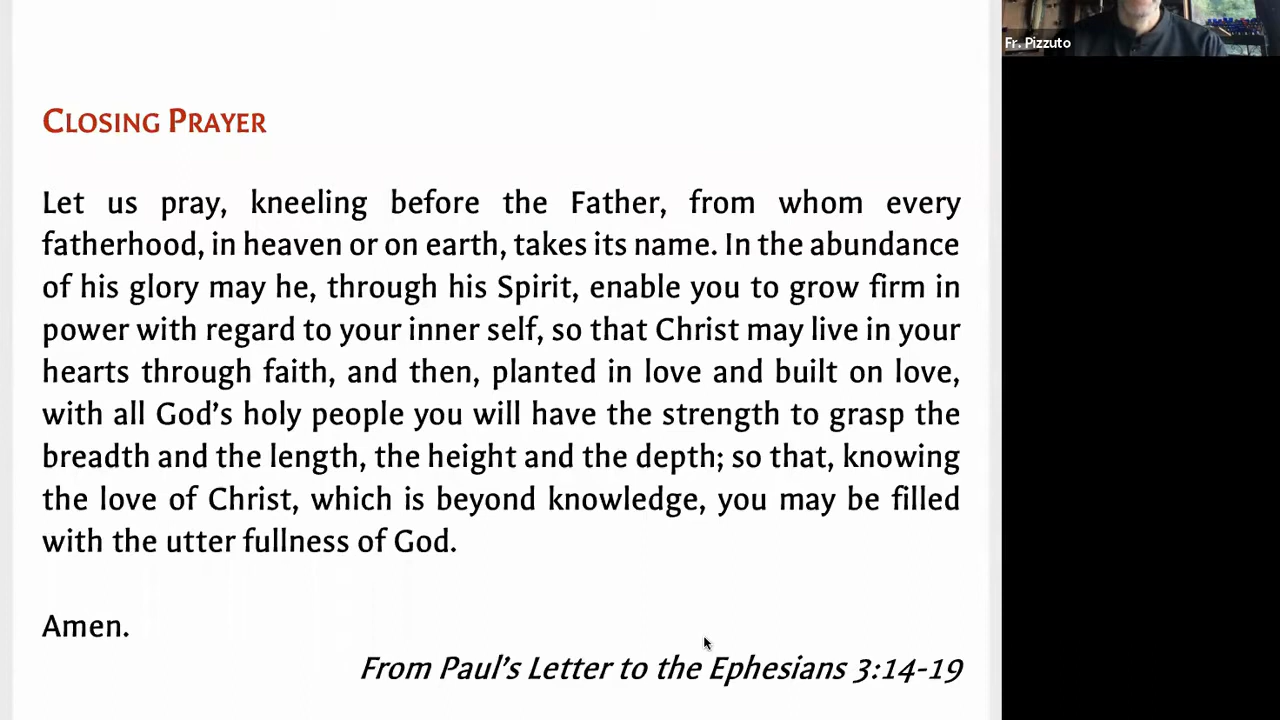 Fr. Pizzuto
CLOSING PRAYER
Let us pray, kneeling before the Father, from whom every
fatherhood, in heaven or on earth, takes its name. In the abundance
of his glory may he, through his Spirit, enable you to grow firm in
power with regard to your inner self, so that Christ may live in your
hearts through faith, and then, planted in love and built on love,
with all God’s holy people you will have the strength to grasp the
breadth and the length, the height and the depth; so that, knowing
the love of Christ, which is beyond knowledge, you may be filled
with the utter fullness of God.
Amen.
From Paul’s Letter to the Ephesians 3:14-19